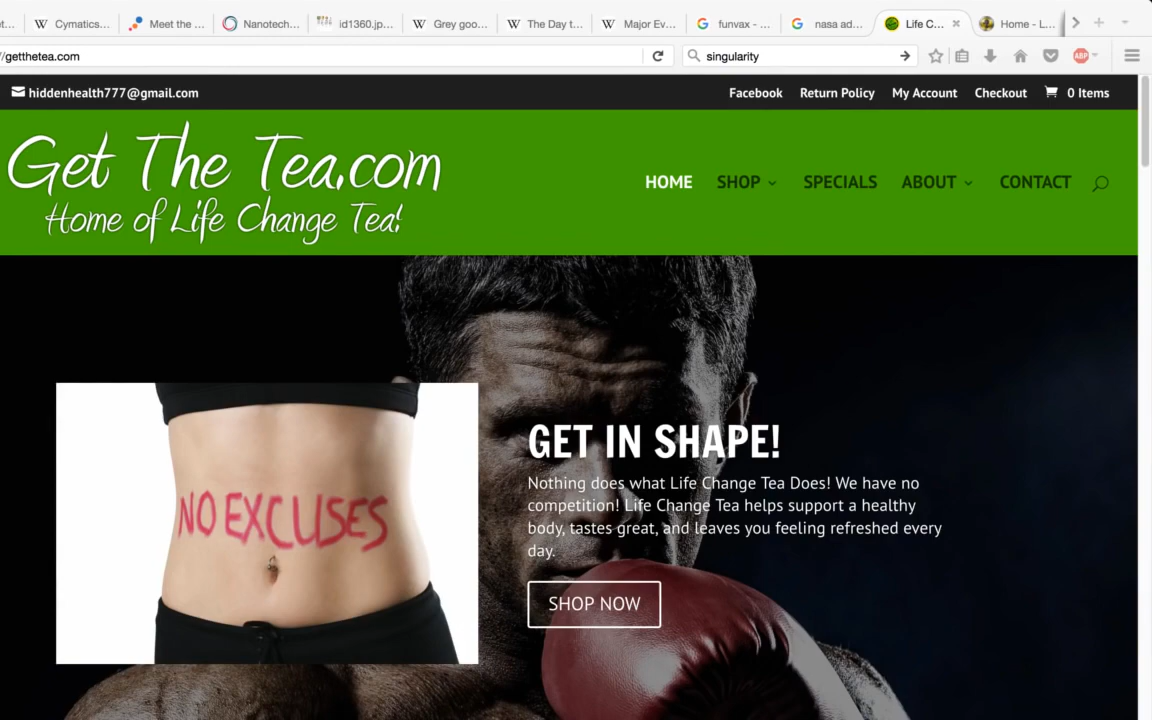 et...
Cymatics...
Meet the ...
Nanotech...
id1360.jp...
Grey goo...
The Day t...
Major Ev...
funvax - ...
nasa ad...
Life C...
Home - L...
//getthetea.com
singularity
ABP
hiddenhealth777@gmail.com
Facebook
Return Policy
My Account
Checkout
0 Items
Get The Tea.com
Home of Life Change Tea!
HOME
SHOP
SPECIALS
ABOUT
CONTACT
NO EXCUSES
GET IN SHAPE!
Nothing does what Life Change Tea Does! We have no
competition! Life Change Tea helps support a healthy
body, tastes great, and leaves you feeling refreshed every
day.
SHOP NOW